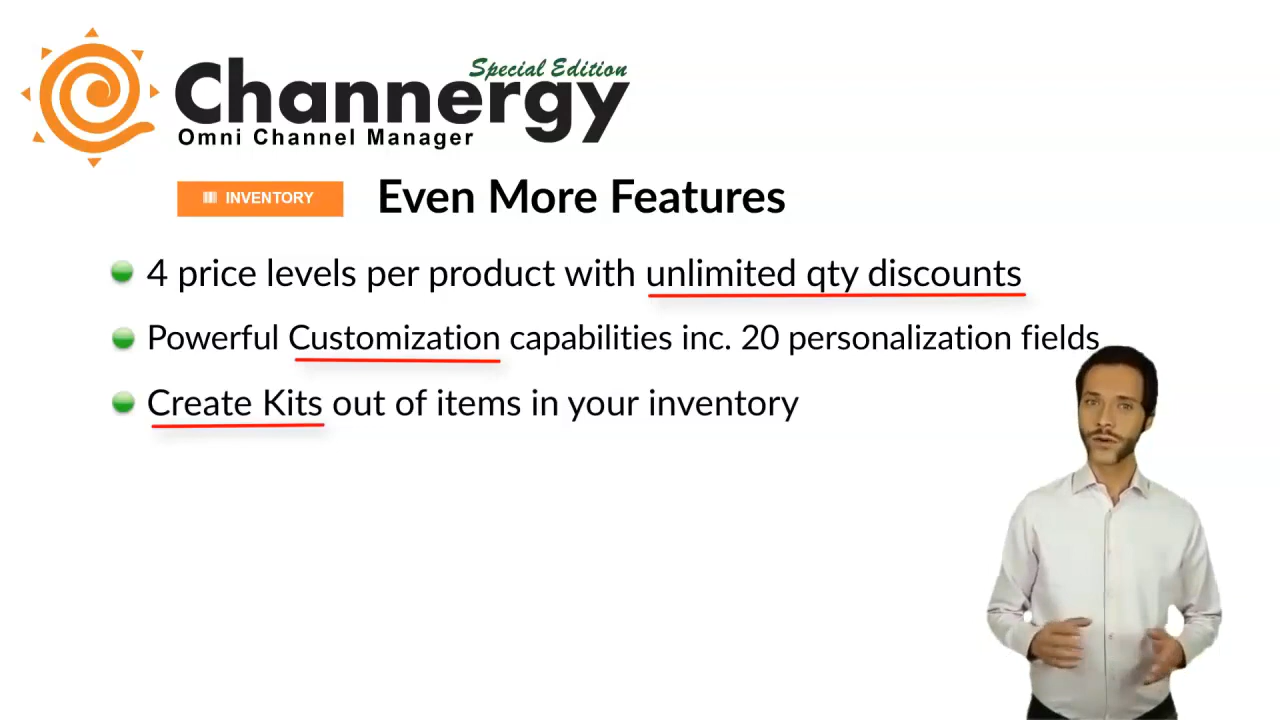 Special Edition
Channergy
Omni Channel Manager
INVENTORY
Even More Features
4 price levels per product with unlimited qty discounts
Powerful Customization capabilities inc. 20 personalization fields
Create Kits out of items in your inventory